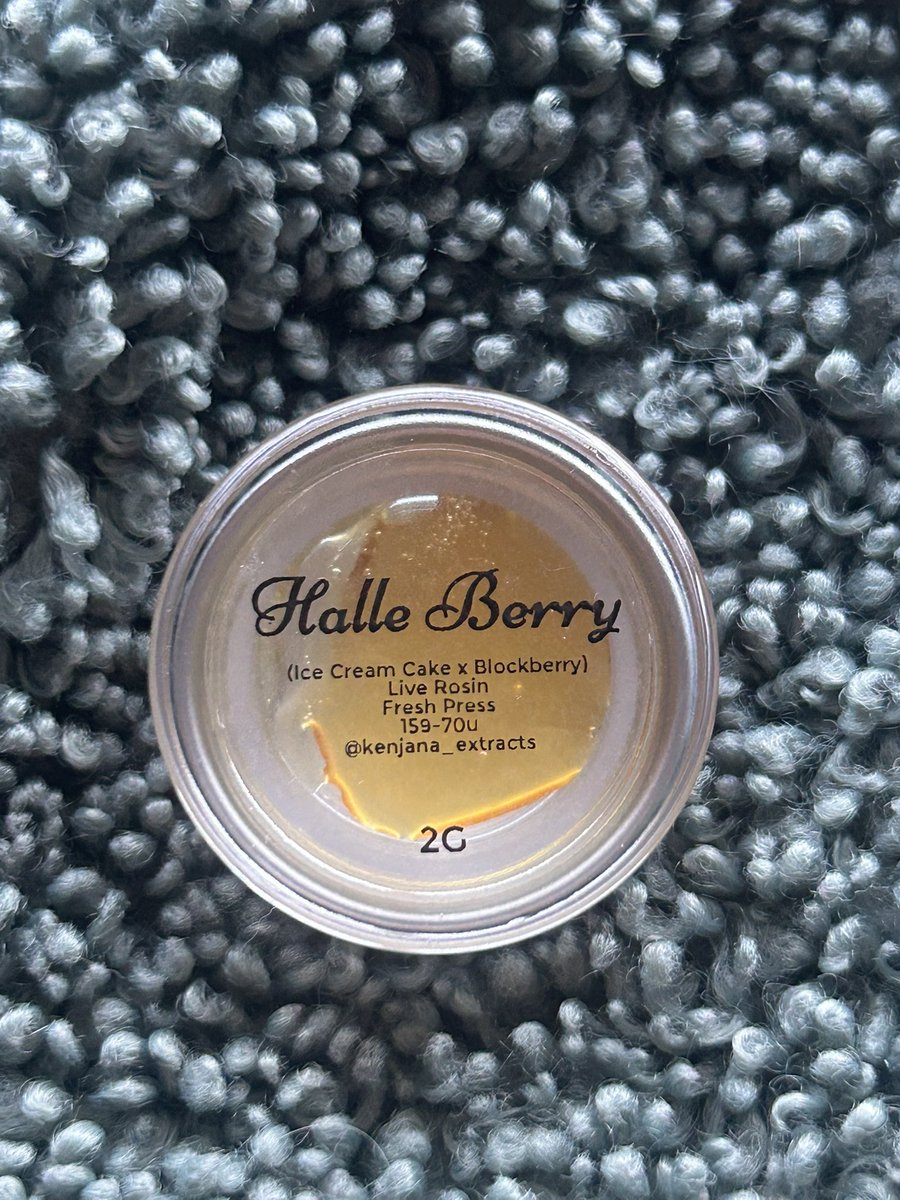 Halle Berry
(Ice Cream Cake x Blockberry)
Live Rosin
Fresh Press
159-70u
@kenjana_extracts
2G